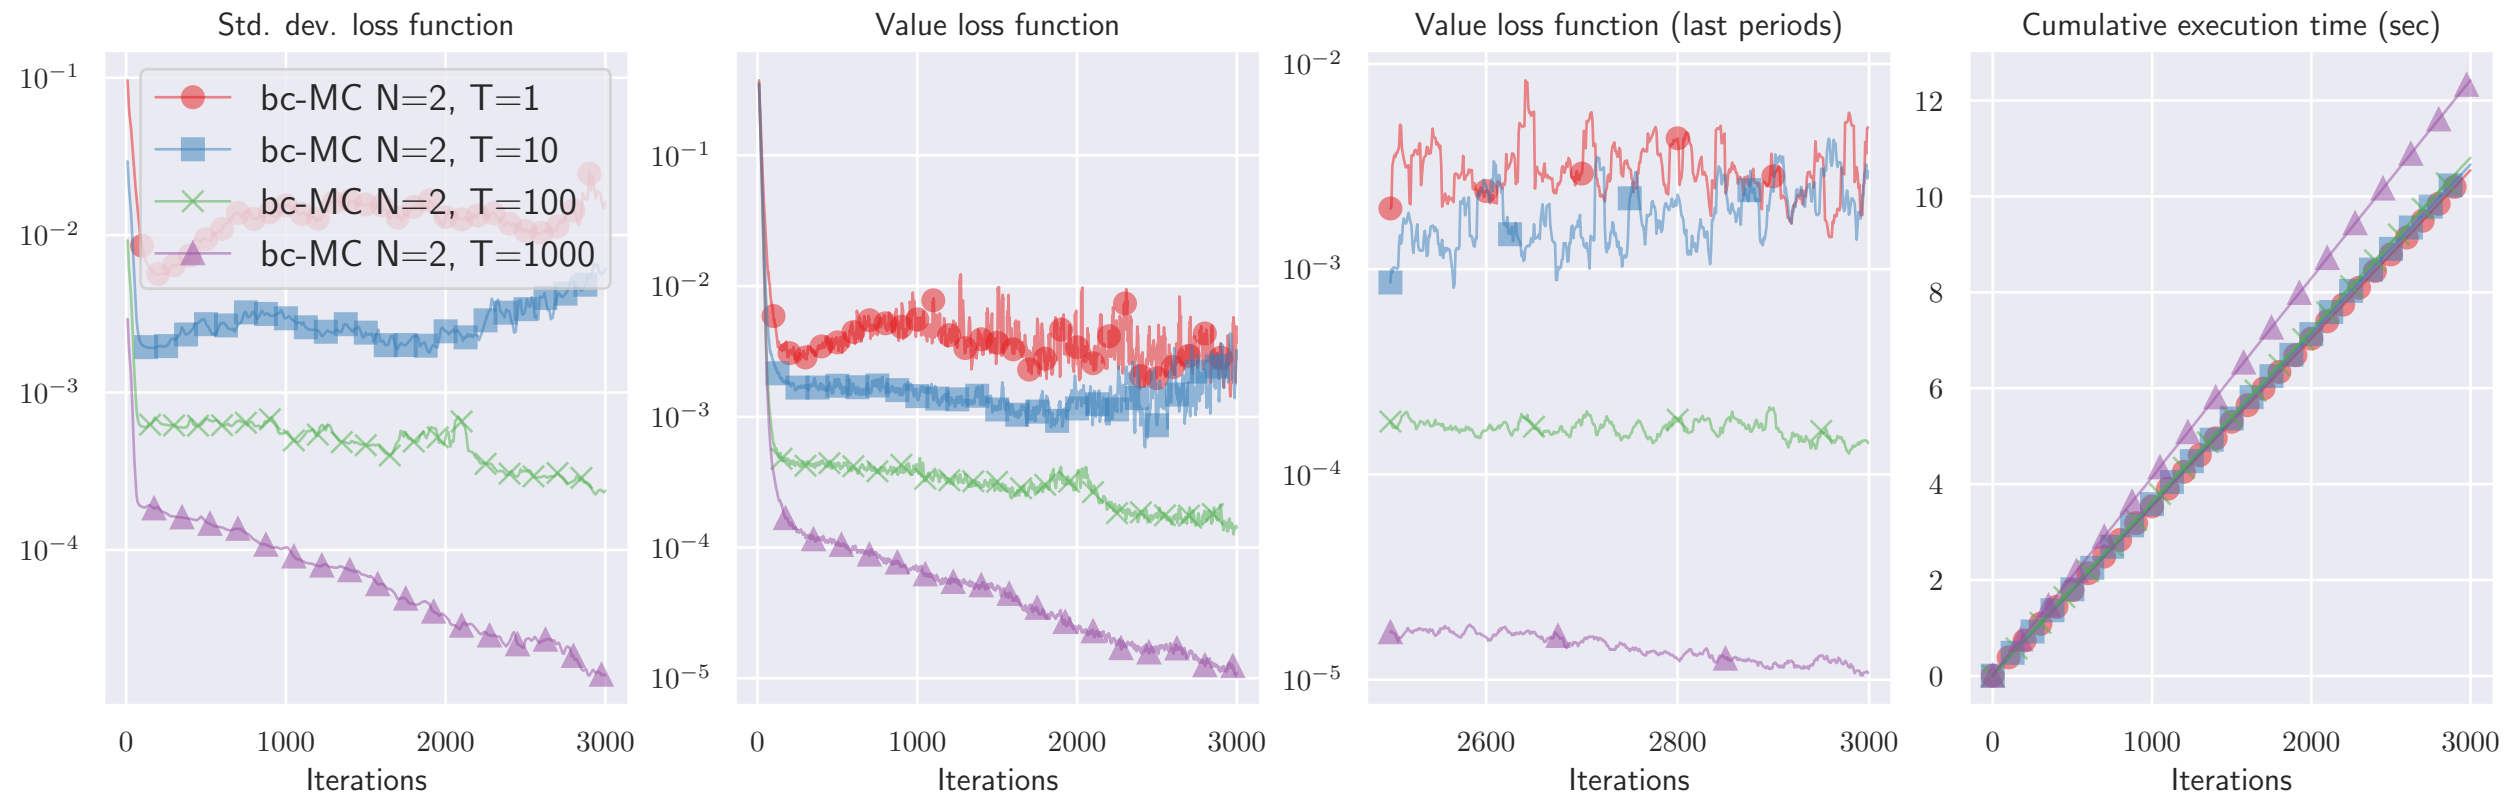 Std. dev. loss function
10⁻¹
10⁻²
10⁻³
10⁻⁴
bc-MC N=2, T=1
bc-MC N=2, T=10
bc-MC N=2, T=100
bc-MC N=2, T=1000
0 1000 2000 3000
Iterations
Value loss function
10⁻¹
10⁻²
10⁻³
10⁻⁴
10⁻⁵
0 1000 2000 3000
Iterations
Value loss function (last periods)
10⁻²
10⁻³
10⁻⁴
10⁻⁵
2600 2800 3000
Iterations
Cumulative execution time (sec)
12
10
8
6
4
2
0
0 1000 2000 3000
Iterations